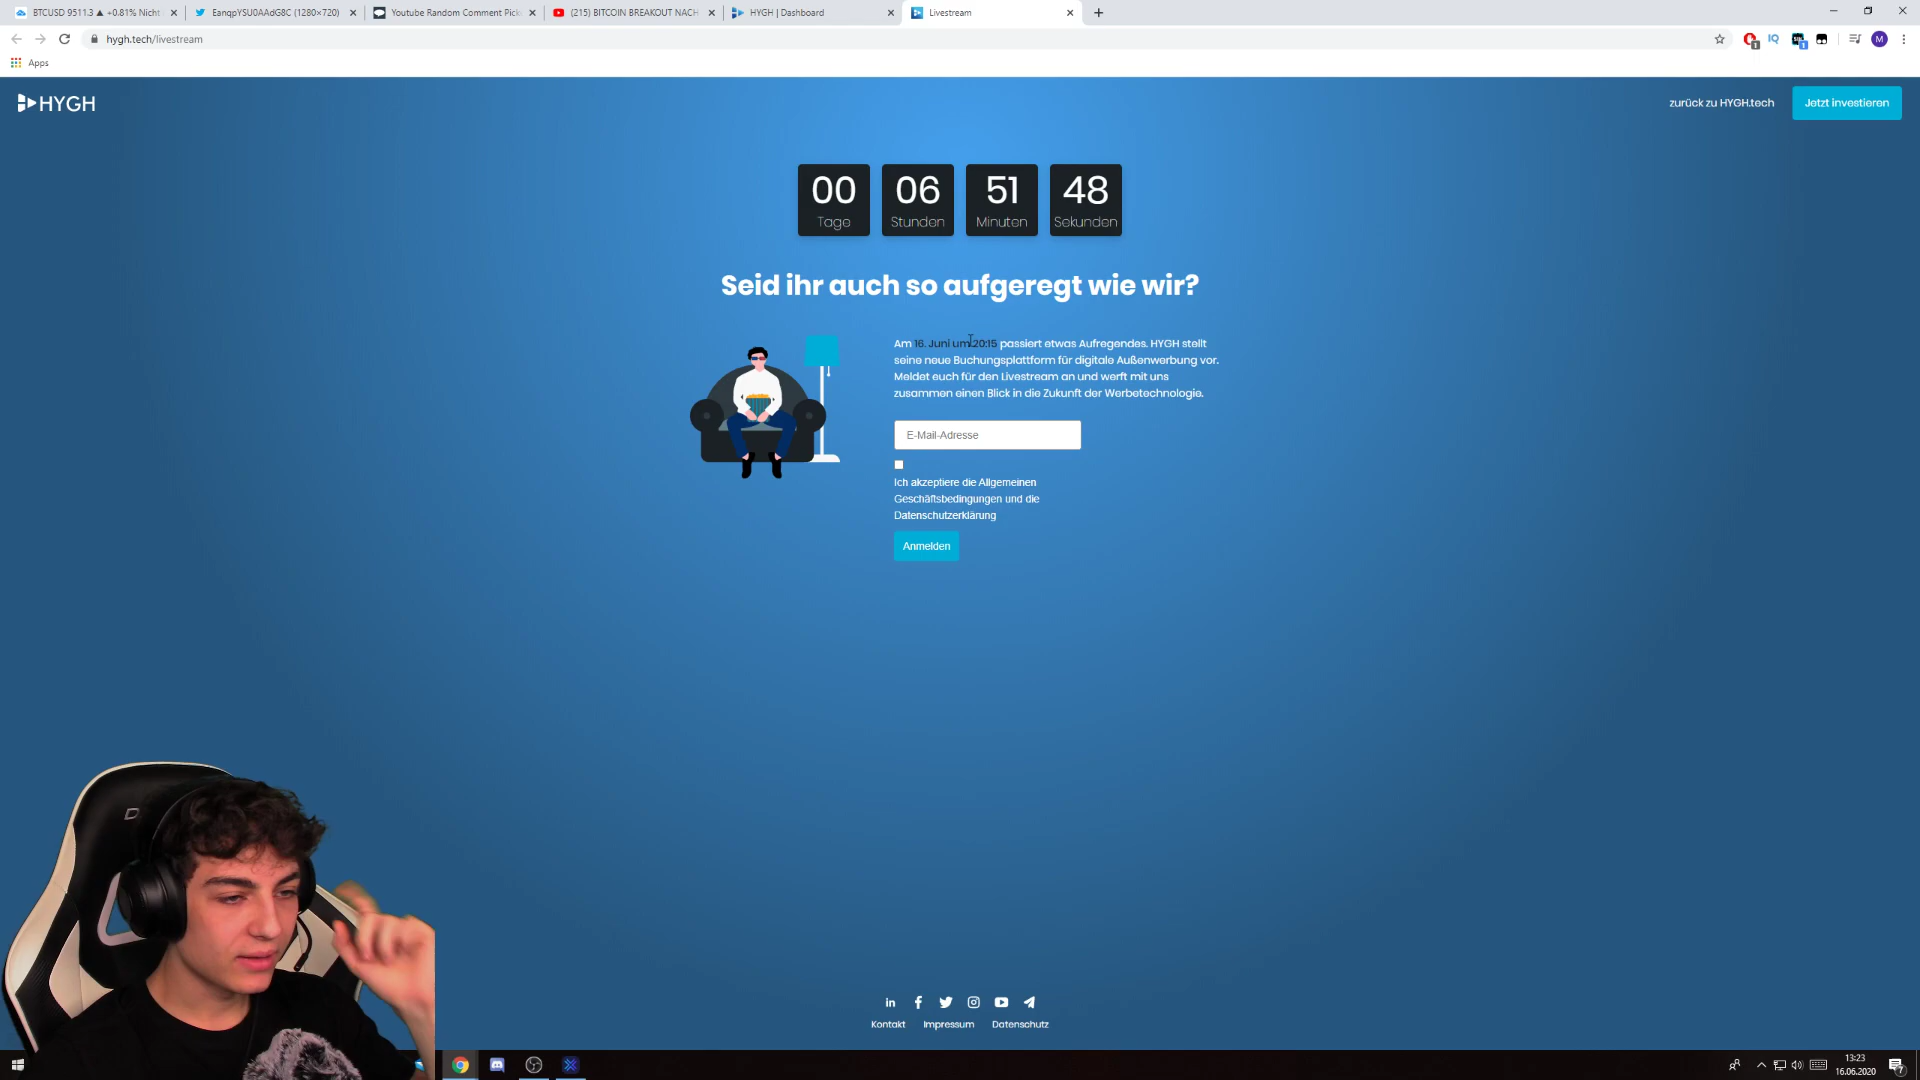 BTCUSD 9511.3 ▲ +0.81% Nicht
EanqpYSU0AAdG8C (1280×720)
Youtube Random Comment Pick
(215) BITCOIN BREAKOUT NACH
HYGH | Dashboard
Livestream
hygh.tech/livestream
Apps
HYGH
zurück zu HYGH.tech
Jetzt investieren
00 06 51 48
Tage Stunden Minuten Sekunden
Seid ihr auch so aufgeregt wie wir?
Am 16. Juni um 20:15 passiert etwas Aufregendes. HYGH stellt
seine neue Buchungsplattform für digitale Außenwerbung vor.
Meldet euch für den Livestream an und werft mit uns
zusammen einen Blick in die Zukunft der Werbetechnologie.
E-Mail-Adresse
Ich akzeptiere die Allgemeinen
Geschäftsbedingungen und die
Datenschutzerklärung
Anmelden
Kontakt Impressum Datenschutz
13:23
16.06.2020